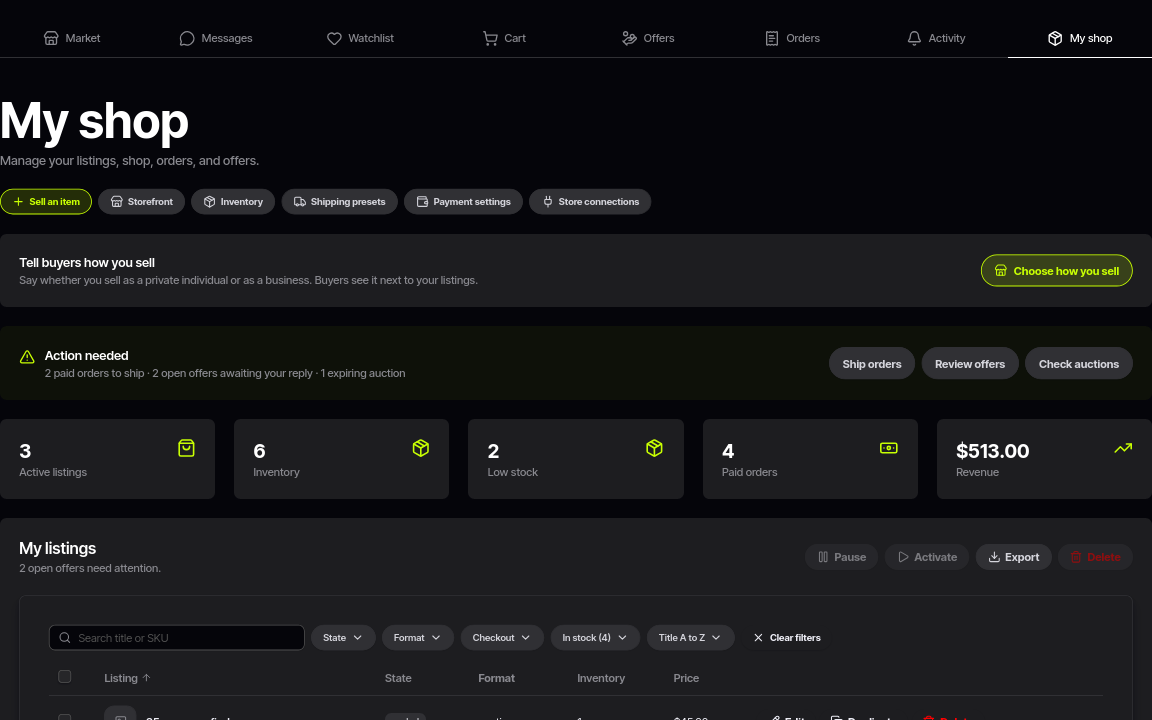 Market Messages Watchlist Cart Offers Orders Activity My shop
My shop
Manage your listings, shop, orders, and offers.
Sell an item Storefront Inventory Shipping presets Payment settings Store connections
Tell buyers how you sell
Say whether you sell as a private individual or as a business. Buyers see it next to your listings.
Choose how you sell
Action needed
2 paid orders to ship · 2 open offers awaiting your reply · 1 expiring auction
Ship orders Review offers Check auctions
3 6 2 4 $513.00
Active listings Inventory Low stock Paid orders Revenue
My listings
2 open offers need attention.
Pause Activate Export Delete
Search title or SKU State Format Checkout In stock (4) Title A to Z Clear filters
Listing State Format Inventory Price